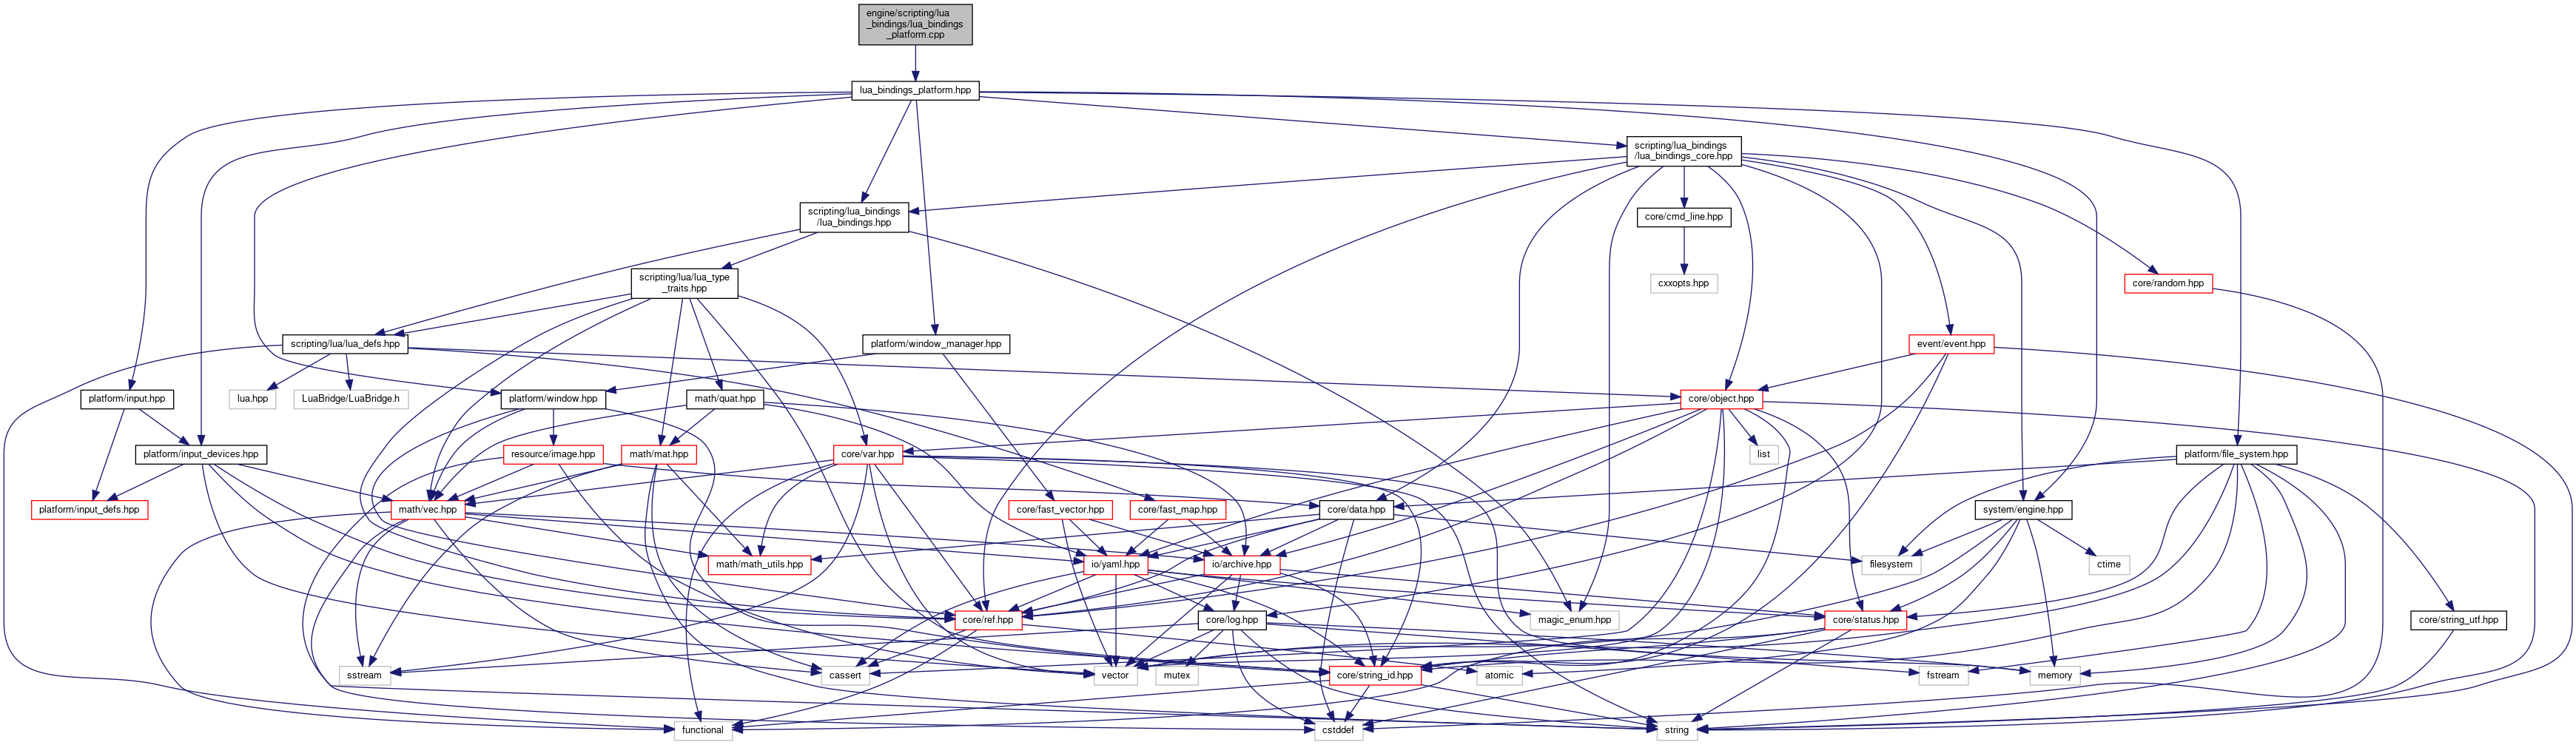 engine/scripting/lua
_bindings/lua_bindings
_platform.cpp
lua_bindings_platform.hpp
scripting/lua_bindings
/lua_bindings_core.hpp
scripting/lua_bindings
/lua_bindings.hpp
core/cmd_line.hpp
scripting/lua/lua_type
_traits.hpp
cxxopts.hpp
core/random.hpp
scripting/lua/lua_defs.hpp
platform/window_manager.hpp
event/event.hpp
platform/input.hpp
lua.hpp
LuaBridge/LuaBridge.h
platform/window.hpp
math/quat.hpp
core/object.hpp
platform/input_devices.hpp
resource/image.hpp
math/mat.hpp
core/var.hpp
list
platform/file_system.hpp
platform/input_defs.hpp
math/vec.hpp
core/fast_vector.hpp
core/fast_map.hpp
core/data.hpp
system/engine.hpp
math/math_utils.hpp
io/yaml.hpp
io/archive.hpp
filesystem
ctime
core/ref.hpp
core/log.hpp
magic_enum.hpp
core/status.hpp
core/string_utf.hpp
sstream
cassert
vector
mutex
core/string_id.hpp
atomic
fstream
memory
functional
cstddef
string